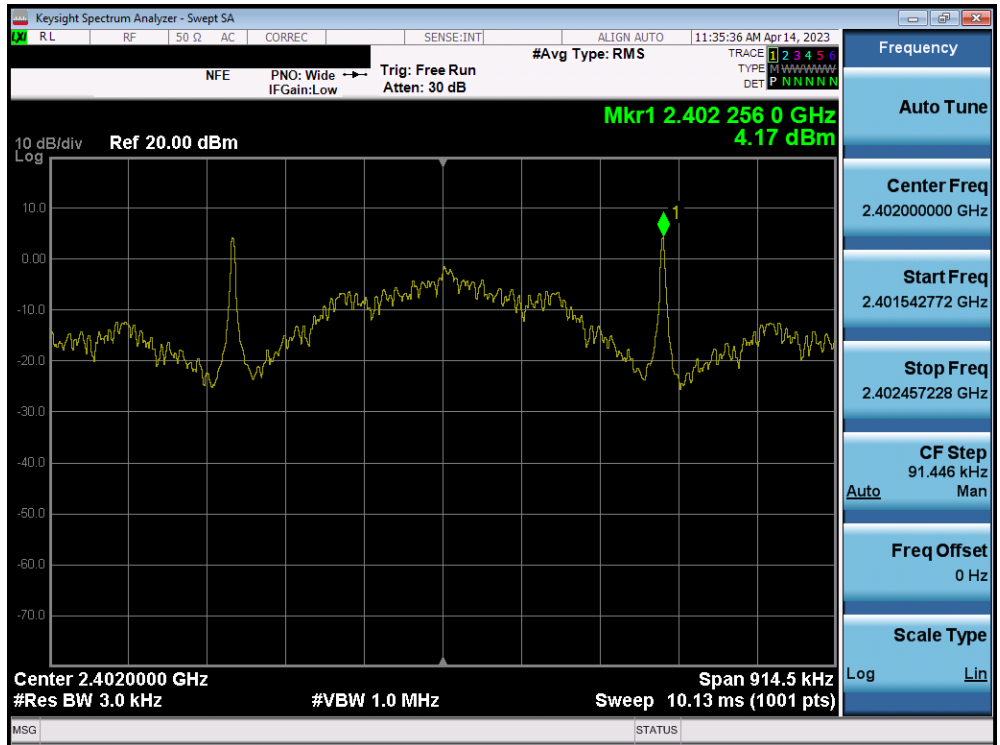 Keysight Spectrum Analyzer - Swept SA
LXI RL RF 50 Ω AC CORREC SENSE:INT ALIGN AUTO 11:35:36 AM Apr 14, 2023
NFE PNO: Wide Trig: Free Run #Avg Type: RMS TRACE 1 2 3 4 5 6
IFGain:Low Atten: 30 dB TYPE M WWWWW
DET P N N N N N
Mkr1 2.402 256 0 GHz
4.17 dBm
10 dB/div Ref 20.00 dBm
Log
1
10.0
0.00
-10.0
-20.0
-30.0
-40.0
-50.0
-60.0
-70.0
Center 2.4020000 GHz Span 914.5 kHz
#Res BW 3.0 kHz #VBW 1.0 MHz Sweep 10.13 ms (1001 pts)
MSG STATUS
Frequency
Auto Tune
Center Freq
2.402000000 GHz
Start Freq
2.401542772 GHz
Stop Freq
2.402457228 GHz
CF Step
91.446 kHz
Auto Man
Freq Offset
0 Hz
Scale Type
Log Lin